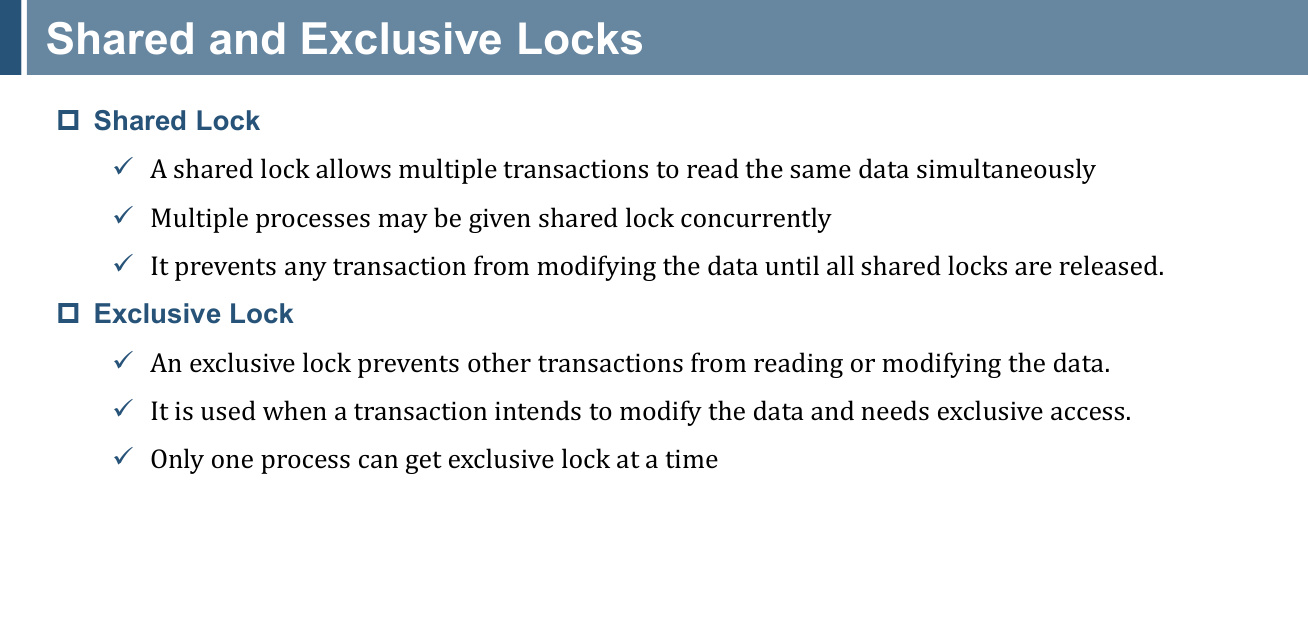 Shared and Exclusive Locks
Shared Lock
A shared lock allows multiple transactions to read the same data simultaneously
Multiple processes may be given shared lock concurrently
It prevents any transaction from modifying the data until all shared locks are released.
Exclusive Lock
An exclusive lock prevents other transactions from reading or modifying the data.
It is used when a transaction intends to modify the data and needs exclusive access.
Only one process can get exclusive lock at a time